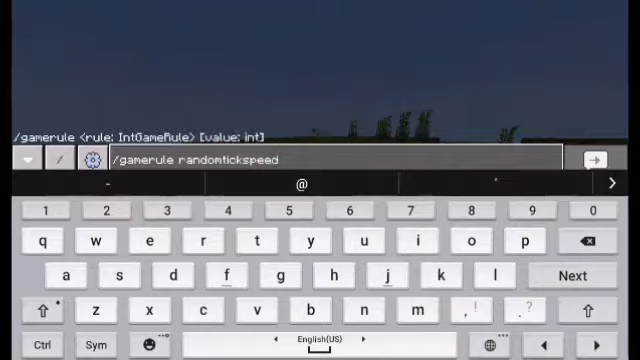 /gamerule <rule: IntGameRule> [value: int]
/ /gamerule randomtickspeed
- @ '
1 2 3 4 5 6 7 8 9 0
q w e r t y u i o p
a s d f g h j k l Next
z x c v b n m , ! . ?
Ctrl Sym English(US)